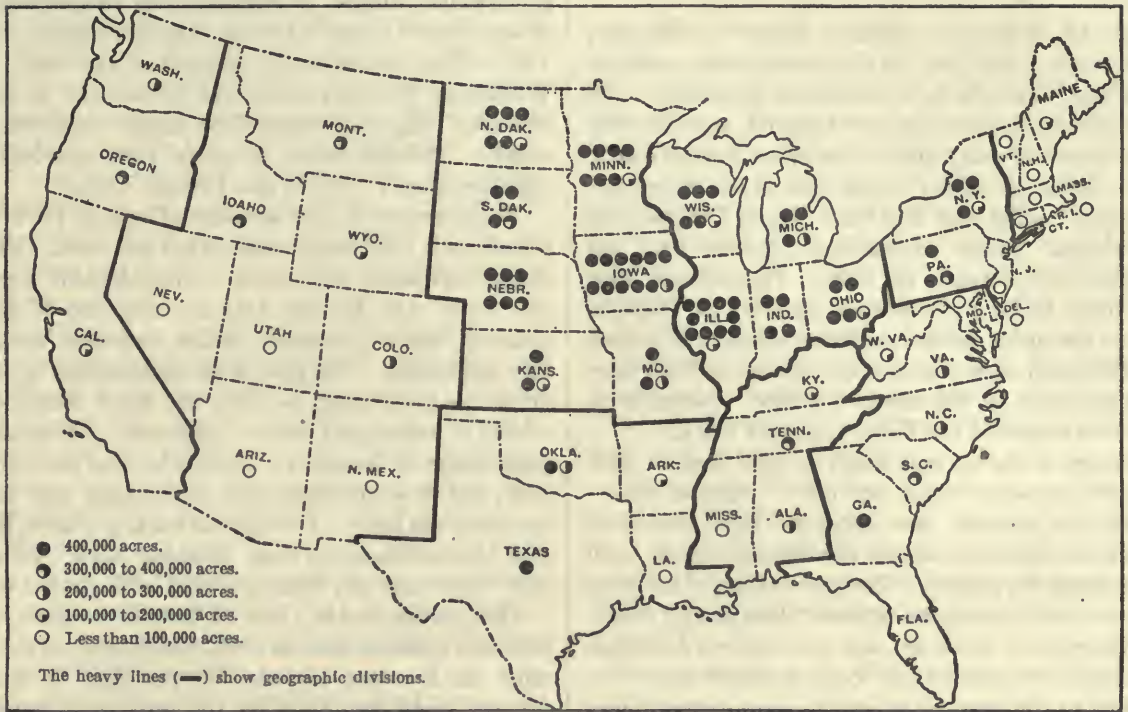 WASH.
MAINE
MONT.
N. DAK.
MINN.
OREGON
VT.
N.H.
MASS.
IDAHO
S. DAK.
WIS.
MICH.
N. Y.
R. I.
CT.
WYO.
IOWA
PA.
N. J.
NEBR.
NEV.
ILL.
IND.
OHIO
MD.
DEL.
UTAH
CAL.
COLO.
W. VA.
VA.
KANS.
MO.
KY.
N. C.
TENN.
ARIZ.
N. MEX.
OKLA.
ARK.
S. C.
MISS.
ALA.
GA.
TEXAS
LA.
FLA.
400,000 acres.
300,000 to 400,000 acres.
200,000 to 300,000 acres.
100,000 to 200,000 acres.
Less than 100,000 acres.
The heavy lines (▬) show geographic divisions.